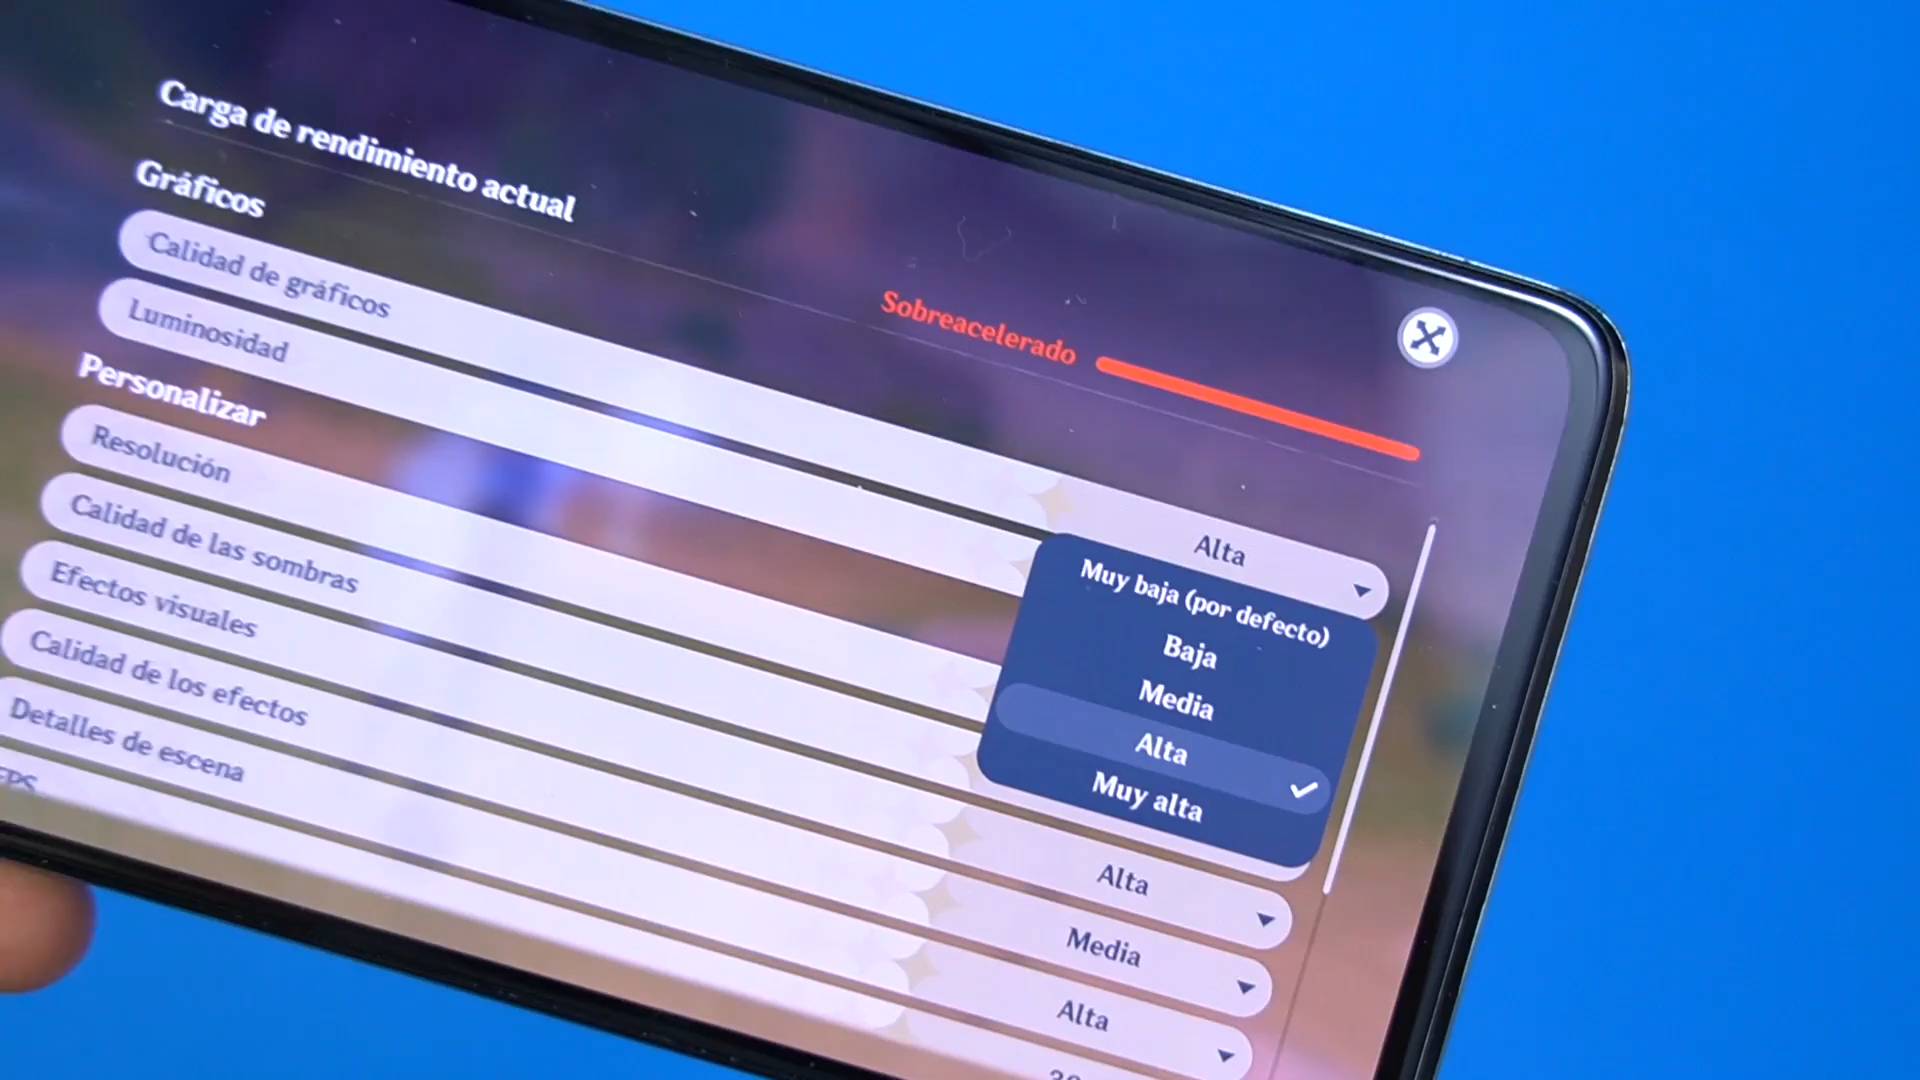 Carga de rendimiento actual
Sobreacelerado
Gráficos
Calidad de gráficos
Alta
Luminosidad
Muy baja (por defecto)
Baja
Media
Alta
Muy alta
Personalizar
Resolución
Calidad de las sombras
Efectos visuales
Alta
Calidad de los efectos
Media
Detalles de escena
Alta
FPS